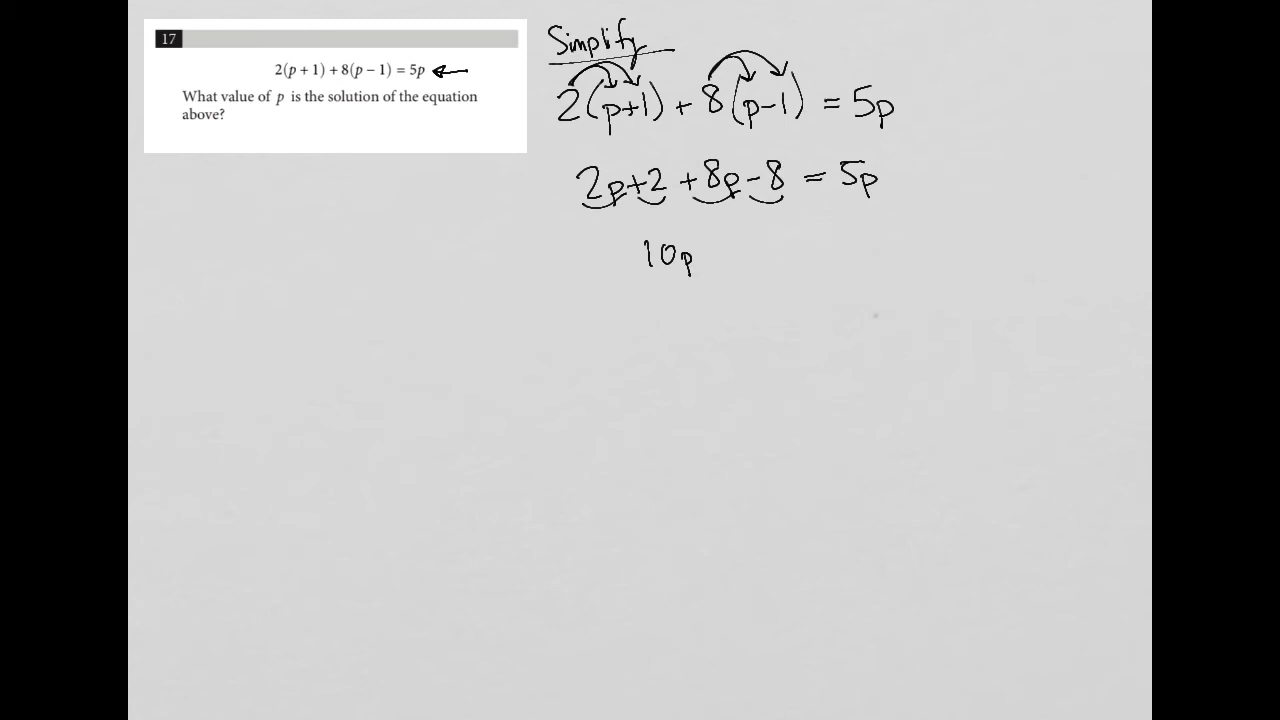 17
2(p + 1) + 8(p − 1) = 5p
What value of p is the solution of the equation
above?
Simplify
2(p+1) + 8(p-1) = 5p
2p+2 +8p-8 = 5p
10p